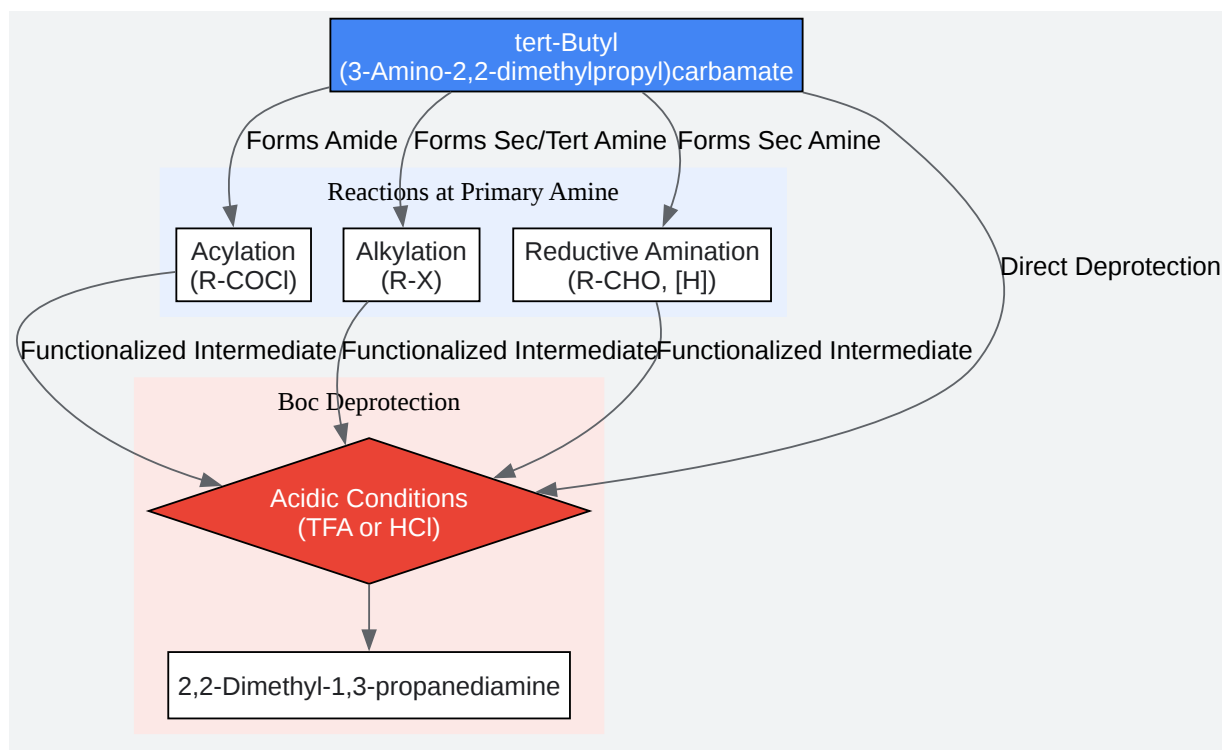 tert-Butyl
(3-Amino-2,2-dimethylpropyl)carbamate
Forms Amide
Forms Sec/Tert Amine
Forms Sec Amine
Reactions at Primary Amine
Acylation
(R-COCl)
Alkylation
(R-X)
Reductive Amination
(R-CHO, [H])
Direct Deprotection
Functionalized Intermediate
Functionalized Intermediate
Functionalized Intermediate
Boc Deprotection
Acidic Conditions
(TFA or HCl)
2,2-Dimethyl-1,3-propanediamine